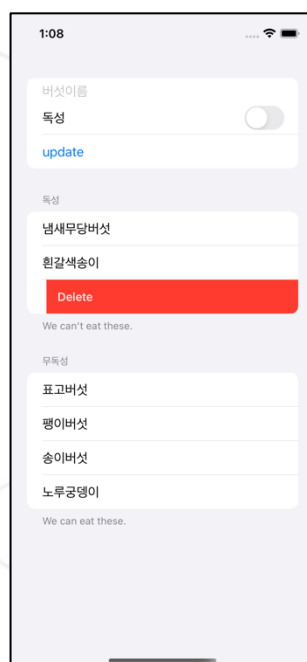 1:08
버섯이름
독성
update
독성
냄새무당버섯
흰갈색송이
Delete
We can't eat these.
무독성
표고버섯
팽이버섯
송이버섯
노루궁뎅이
We can eat these.